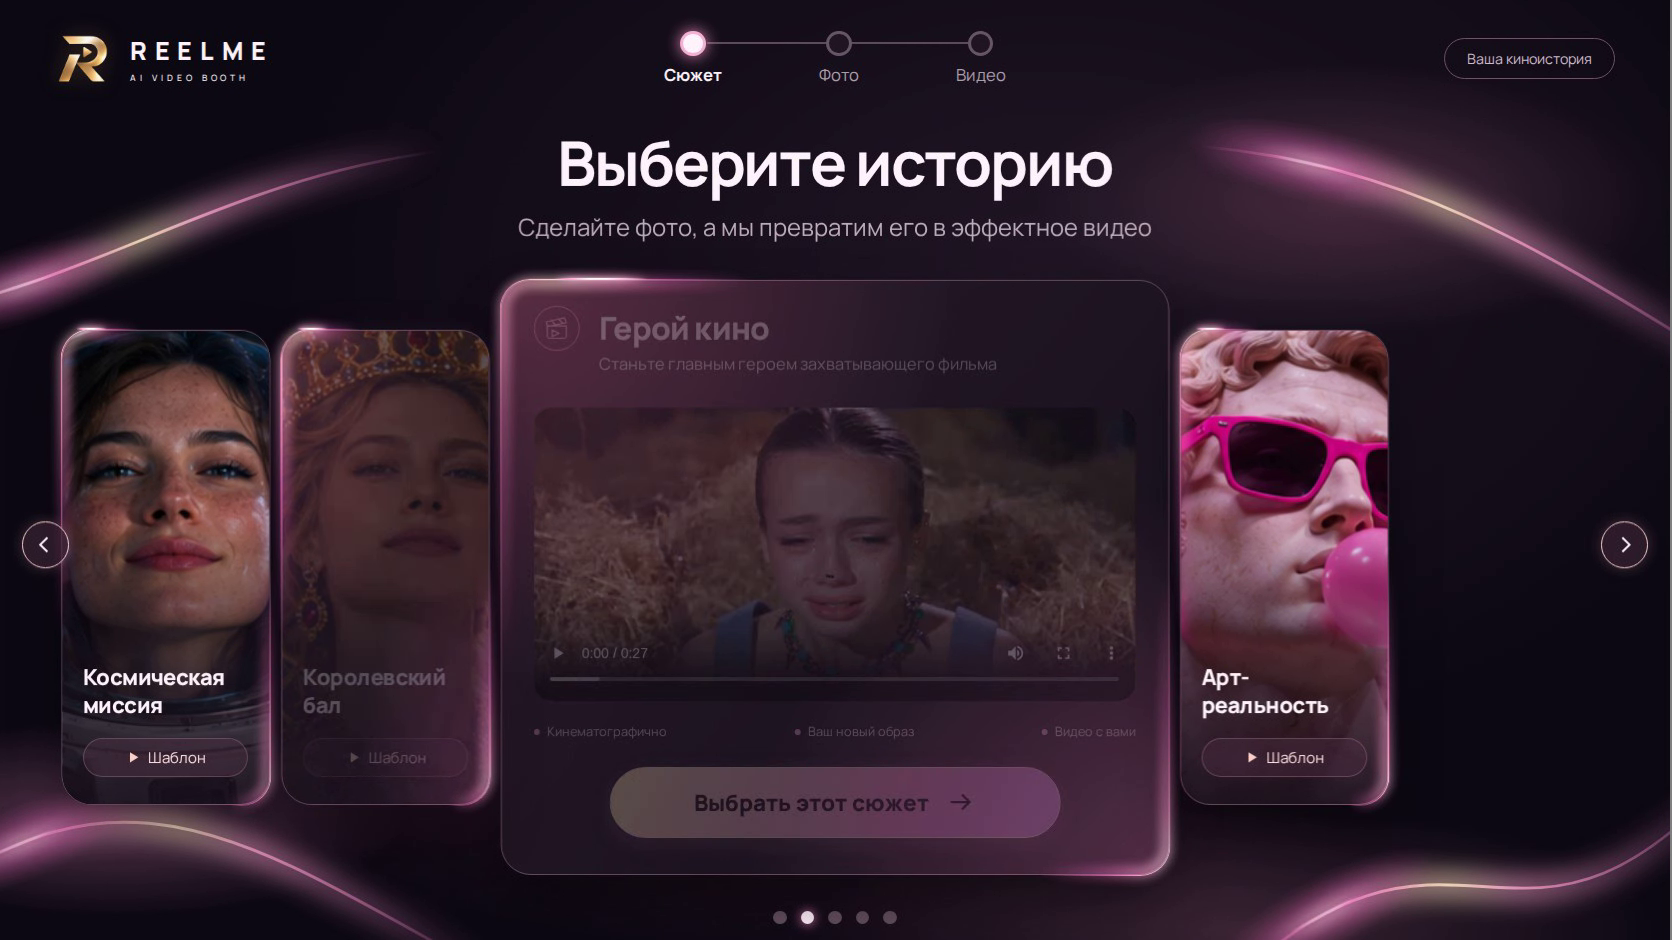 REELME
AI VIDEO BOOTH
Сюжет
Фото
Видео
Ваша киноистория
Выберите историю
Сделайте фото, а мы превратим его в эффектное видео
Герой кино
Станьте главным героем захватывающего фильма
0:00 / 0:27
Космическая
миссия
Шаблон
Королевский
бал
Шаблон
Кинематографично
Ваш новый образ
Видео с вами
Выбрать этот сюжет
Арт-
реальность
Шаблон